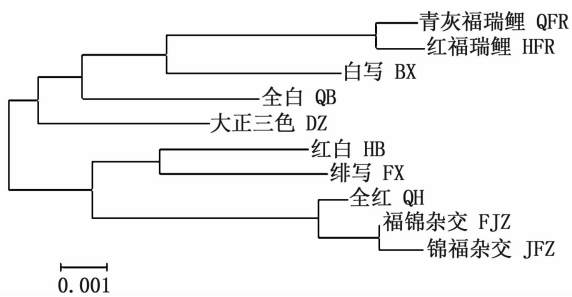 青灰福瑞鲤 QFR
红福瑞鲤 HFR
白写 BX
全白 QB
大正三色 DZ
红白 HB
绯写 FX
全红 QH
福锦杂交 FJZ
锦福杂交 JFZ
0.001